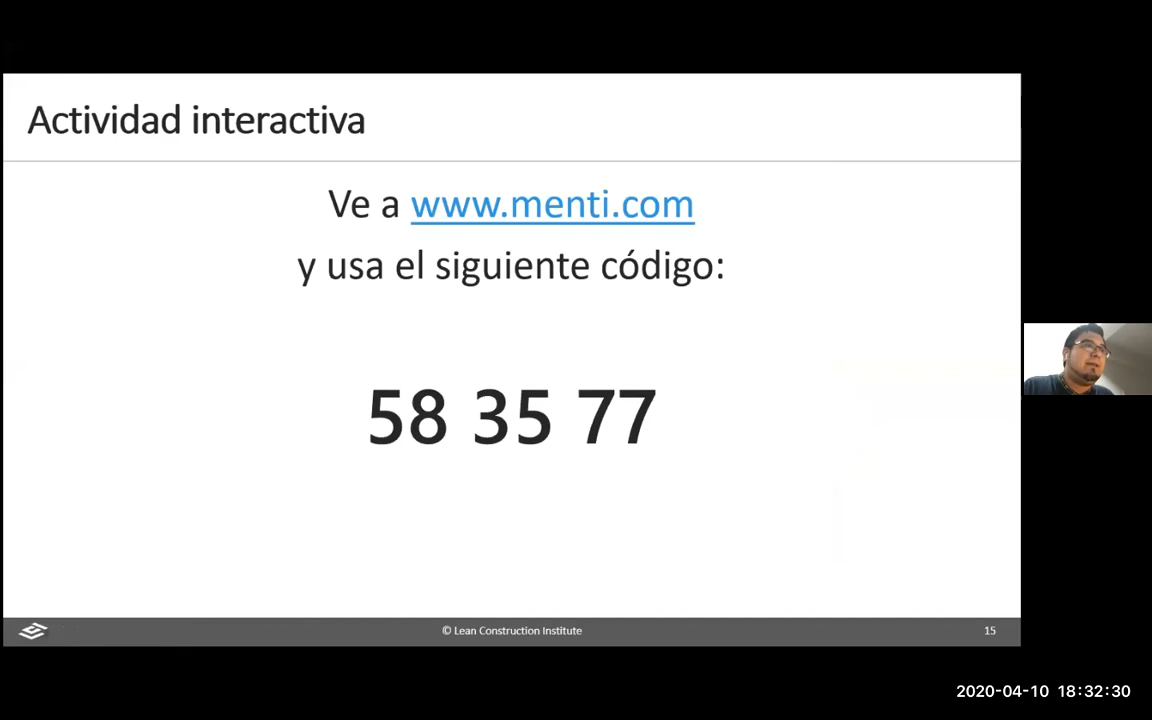 Actividad interactiva
Ve a www.menti.com
y usa el siguiente código:
58 35 77
© Lean Construction Institute
15
2020-04-10 18:32:30